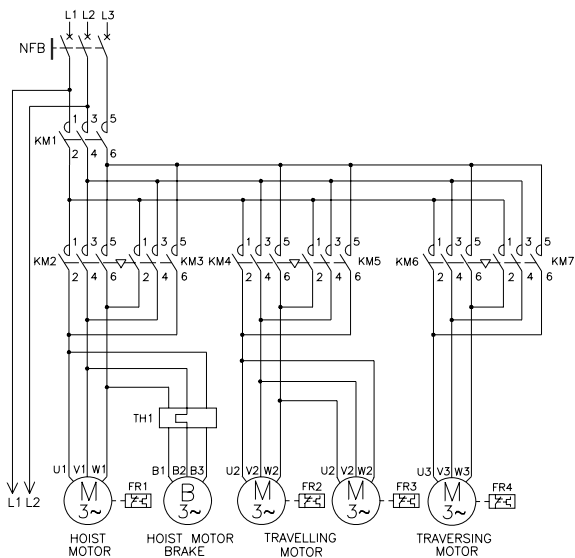 L1 L2 L3
NFB
1 3 5
KM1
2 4 6
1 3 5 1 3 5 1 3 5 1 3 5 1 3 5 1 3 5
KM2 KM3 KM4 KM5 KM6 KM7
2 4 6 2 4 6 2 4 6 2 4 6 2 4 6 2 4 6
TH1
U1 V1 W1 B1 B2 B3 U2 V2 W2 U2 V2 W2 U3 V3 W3
L1 L2
M 3~ FR1 B 3~ M 3~ FR2 M 3~ FR3 M 3~ FR4
HOIST MOTOR
HOIST MOTOR BRAKE
TRAVELLING MOTOR
TRAVERSING MOTOR